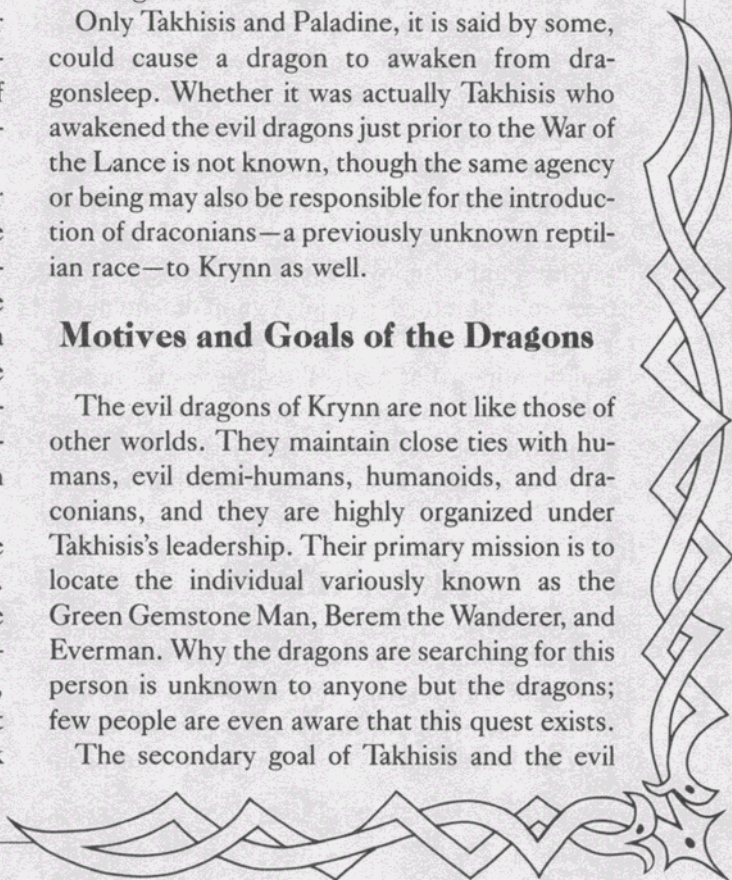 Only Takhisis and Paladine, it is said by some,
could cause a dragon to awaken from dra-
gonsleep. Whether it was actually Takhisis who
awakened the evil dragons just prior to the War of
the Lance is not known, though the same agency
or being may also be responsible for the introduc-
tion of draconians—a previously unknown reptil-
ian race—to Krynn as well.
Motives and Goals of the Dragons
The evil dragons of Krynn are not like those of
other worlds. They maintain close ties with hu-
mans, evil demi-humans, humanoids, and dra-
conians, and they are highly organized under
Takhisis's leadership. Their primary mission is to
locate the individual variously known as the
Green Gemstone Man, Berem the Wanderer, and
Everman. Why the dragons are searching for this
person is unknown to anyone but the dragons;
few people are even aware that this quest exists.
The secondary goal of Takhisis and the evil